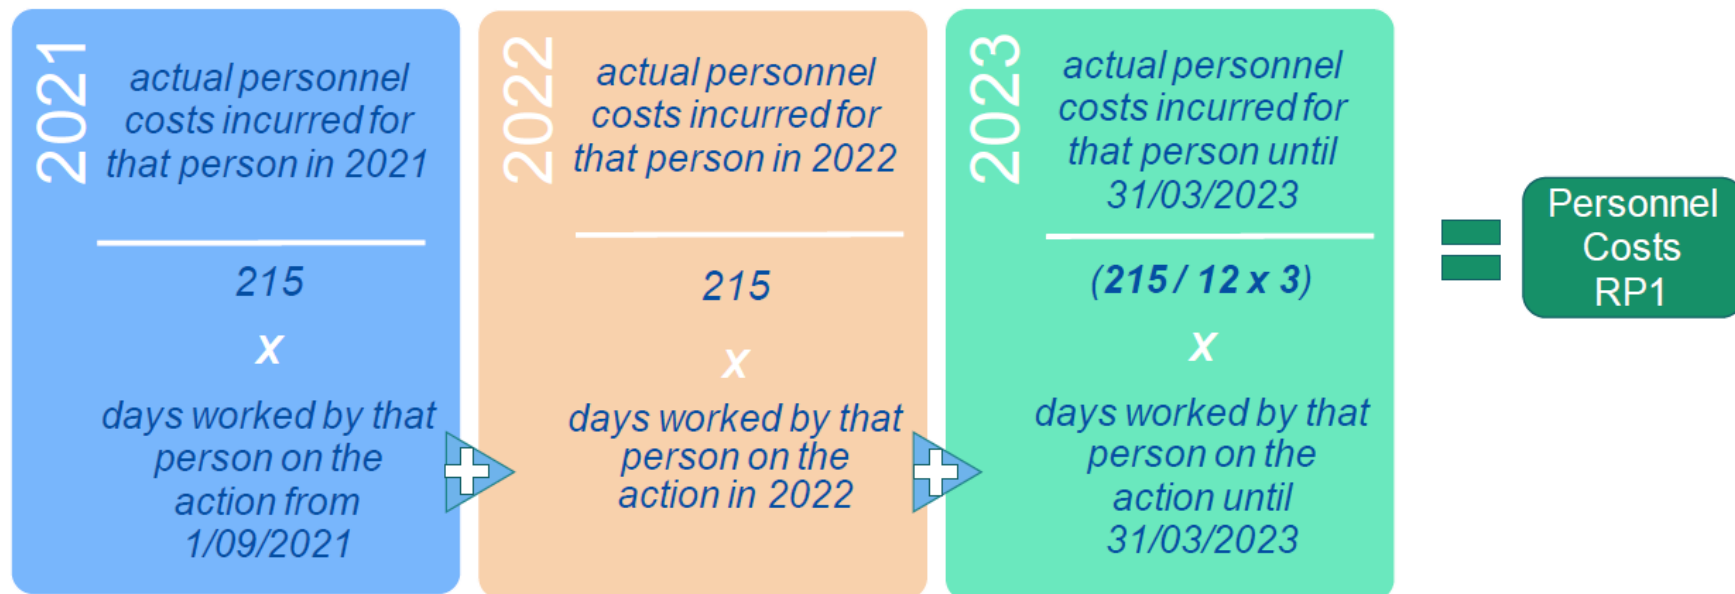 2021
actual personnel
costs incurred for
that person in 2021
215
x
days worked by that
person on the
action from
1/09/2021
2022
actual personnel
costs incurred for
that person in 2022
215
x
days worked by that
person on the
action in 2022
2023
actual personnel
costs incurred for
that person until
31/03/2023
(215 / 12 x 3)
x
days worked by that
person on the
action until
31/03/2023
Personnel
Costs
RP1